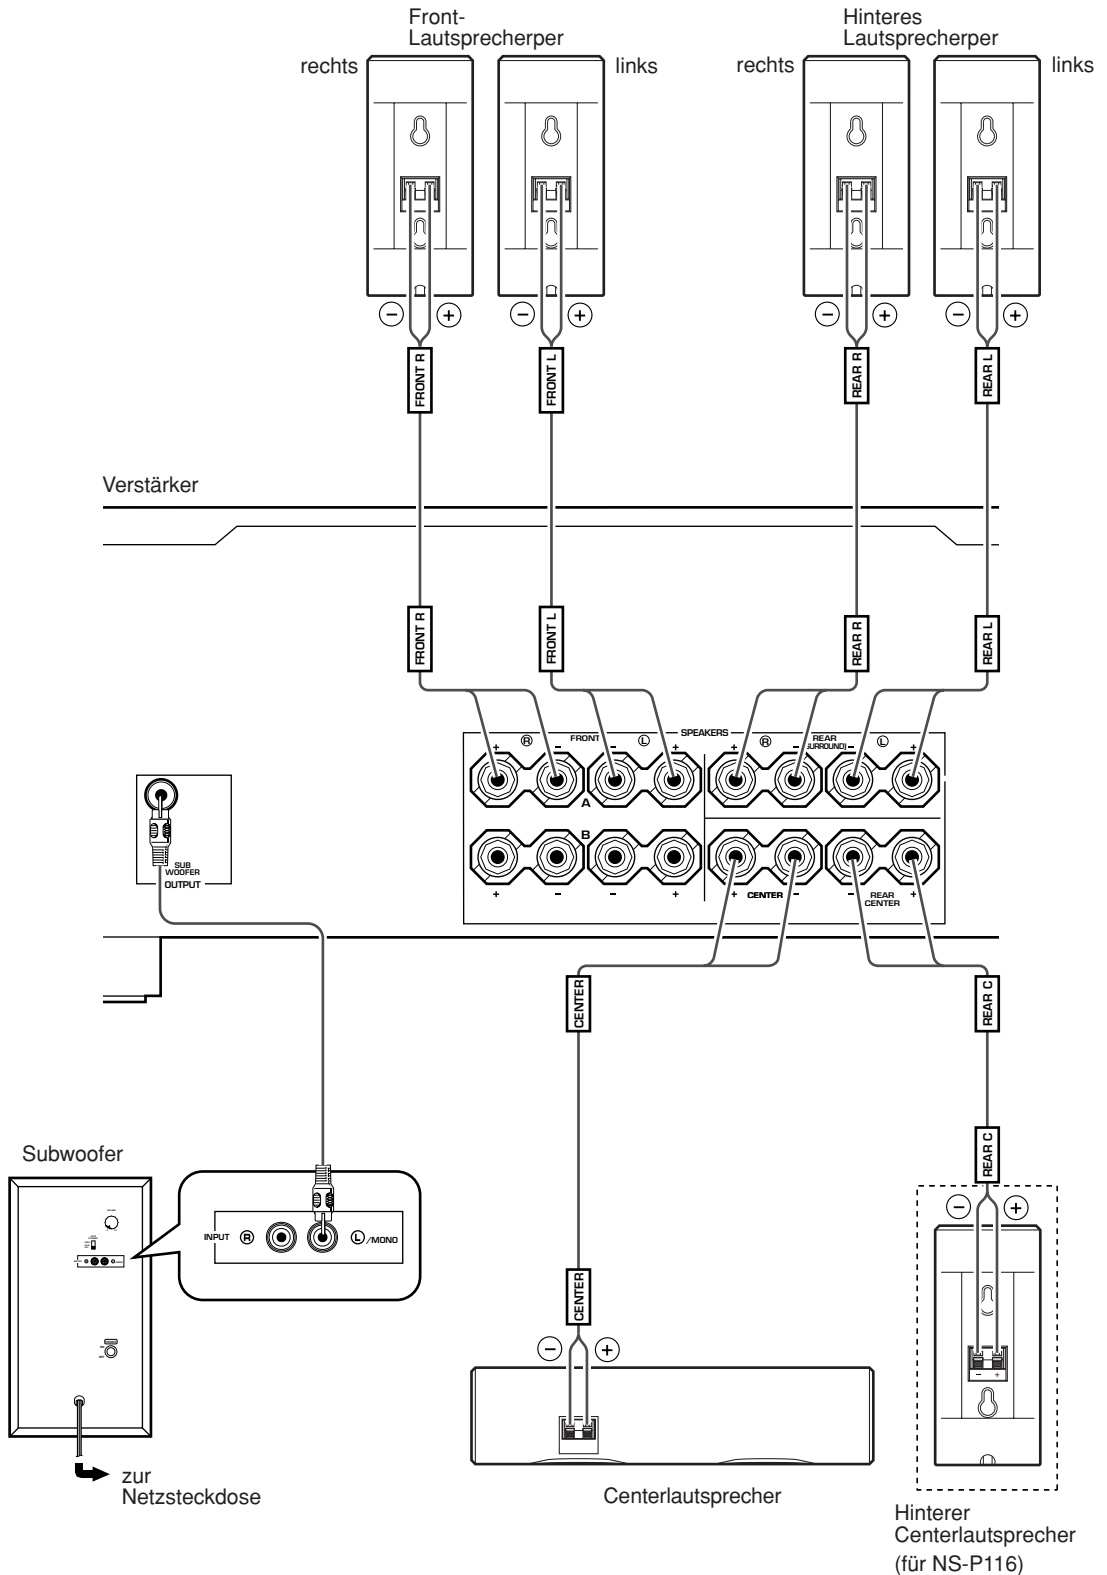 Front-
Lautsprecherper
Hinteres
Lautsprecherper
rechts
links
rechts
links
− +
− +
− +
− +
FRONT R
FRONT L
REAR R
REAR L
Verstärker
FRONT R
FRONT L
REAR R
REAR L
SPEAKERS
+ R − FRONT − L +
+ R − REAR (SURROUND) − L +
A
B
+ − − +
+ CENTER − − REAR CENTER +
SUB
WOOFER
OUTPUT
CENTER
REAR C
REAR C
Subwoofer
INPUT R L /MONO
− +
CENTER
− +
− +
zur
Netzsteckdose
Centerlautsprecher
Hinterer
Centerlautsprecher
(für NS-P116)